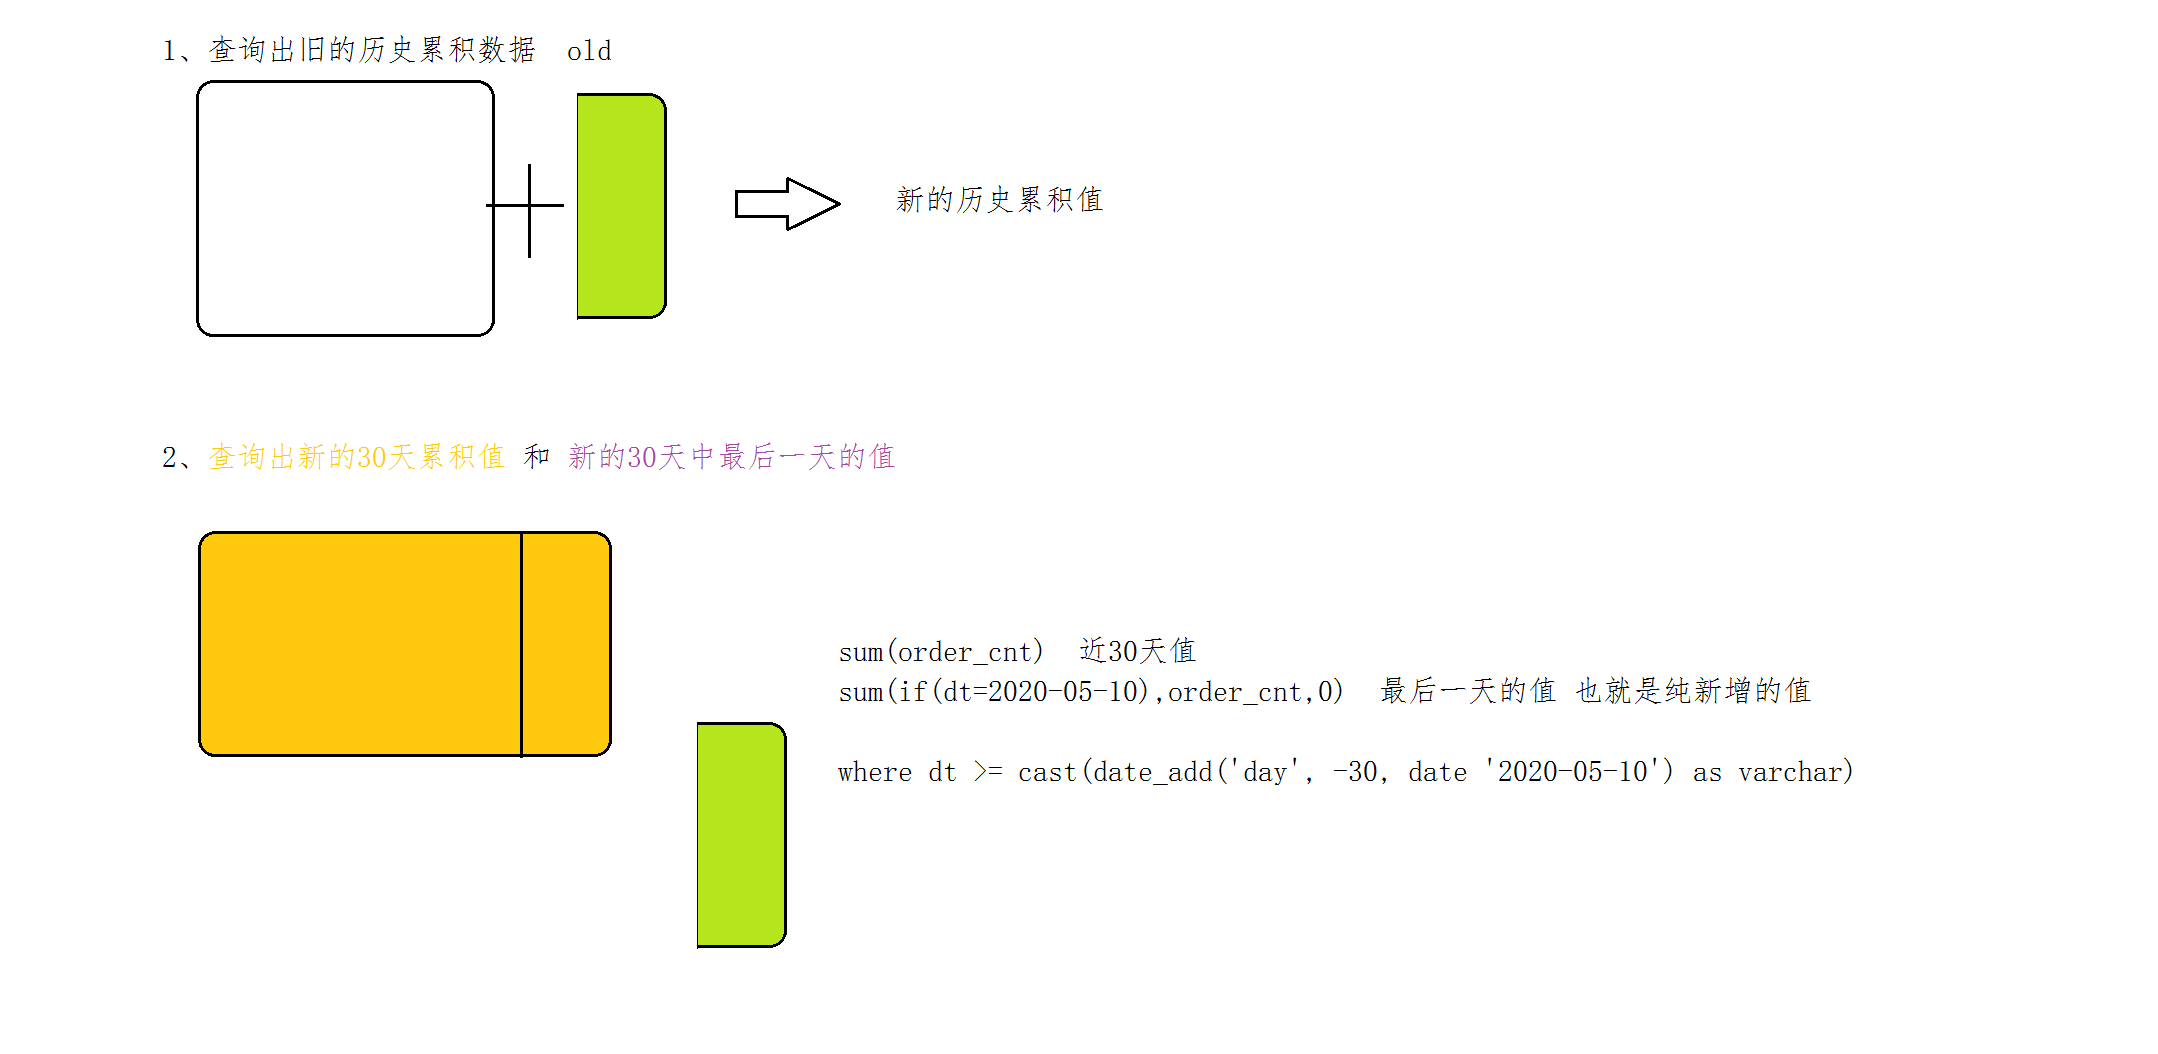 1、查询出旧的历史累积数据  old
新的历史累积值
2、查询出新的30天累积值 和 新的30天中最后一天的值
sum(order_cnt)  近30天值
sum(if(dt=2020-05-10),order_cnt,0)  最后一天的值 也就是纯新增的值
where dt >= cast(date_add('day', -30, date '2020-05-10') as varchar)